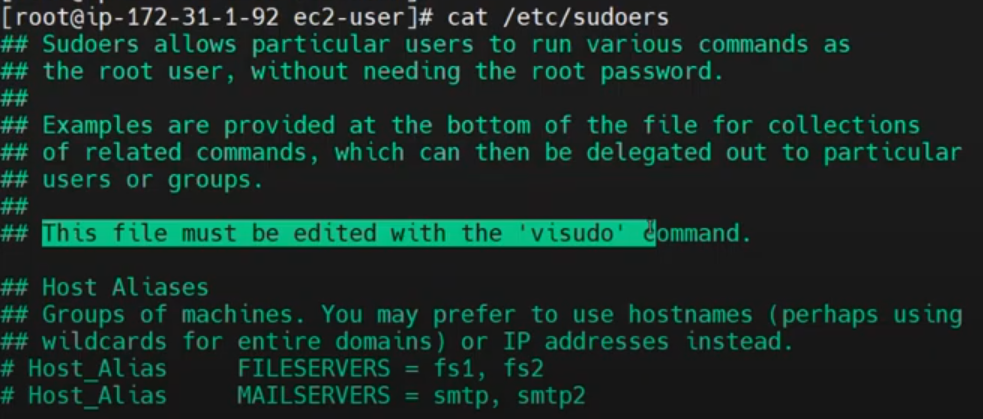 [root@ip-172-31-1-92 ec2-user]# cat /etc/sudoers
## Sudoers allows particular users to run various commands as
## the root user, without needing the root password.
##
## Examples are provided at the bottom of the file for collections
## of related commands, which can then be delegated out to particular
## users or groups.
##
## This file must be edited with the 'visudo' command.

## Host Aliases
## Groups of machines. You may prefer to use hostnames (perhaps using
## wildcards for entire domains) or IP addresses instead.
# Host_Alias     FILESERVERS = fs1, fs2
# Host_Alias     MAILSERVERS = smtp, smtp2